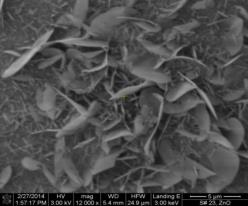 2/27/2014 HV mag WD HFW Landing E 5 µm
1:57:17 PM 3.00 kV 12 000 x 5.4 mm 24.9 µm 3.00 keV S# 23, ZnO